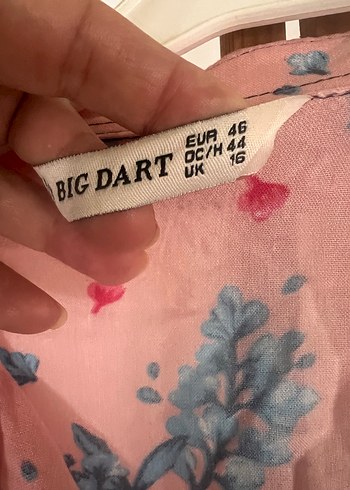 BIG DART
EUR 46
OC/H 44
UK 16